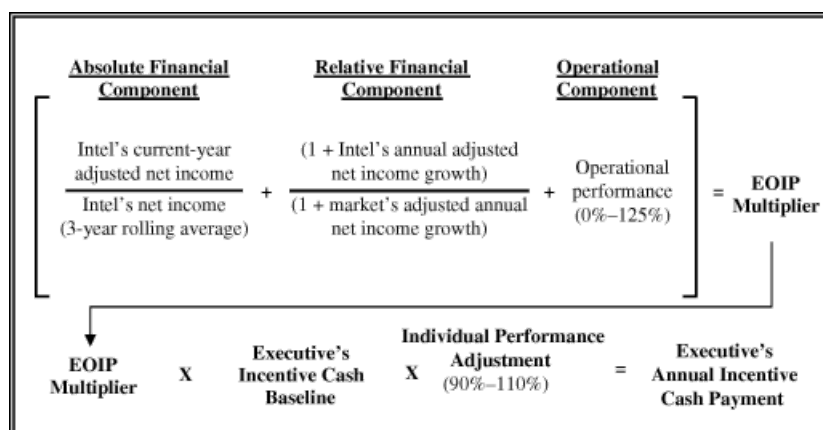 Absolute Financial
Component
Relative Financial
Component
Operational
Component
Intel's current-year
adjusted net income
Intel's net income
(3-year rolling average)
+
(1 + Intel's annual adjusted
net income growth)
(1 + market's adjusted annual
net income growth)
+
Operational
performance
(0%–125%)
=
EOIP
Multiplier
EOIP
Multiplier
X
Executive's
Incentive Cash
Baseline
X
Individual Performance
Adjustment
(90%–110%)
=
Executive's
Annual Incentive
Cash Payment